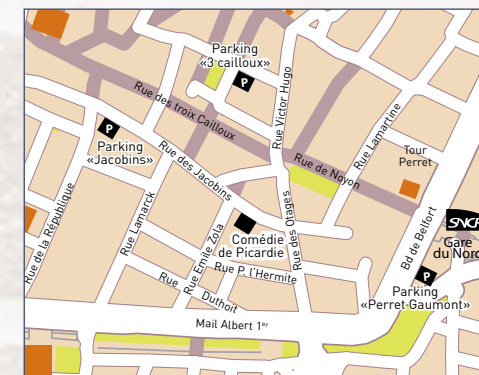 Parking
«3 cailloux»
P
Rue des trois Cailloux
Rue Victor Hugo
Rue Lamartine
P
Parking
«Jacobins»
Rue des Jacobins
Rue de Noyon
Tour
Perret
Rue de la République
Rue Lamarck
Rue Emile Zola
Comédie
de Picardie
Rue des Otages
Bd de Belfort
SNCF
Gare
du Nord
Rue P. l'Hermite
P
Parking
«Perret Gaumont»
Rue Duthoit
Mail Albert 1er